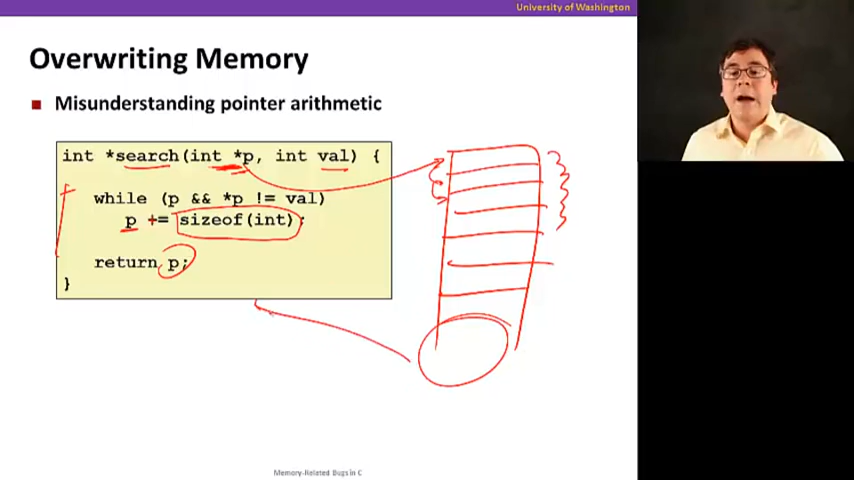 University of Washington
Overwriting Memory
Misunderstanding pointer arithmetic
int *search(int *p, int val) {
while (p && *p != val)
p += sizeof(int);
return p;
}
Memory-Related Bugs in C